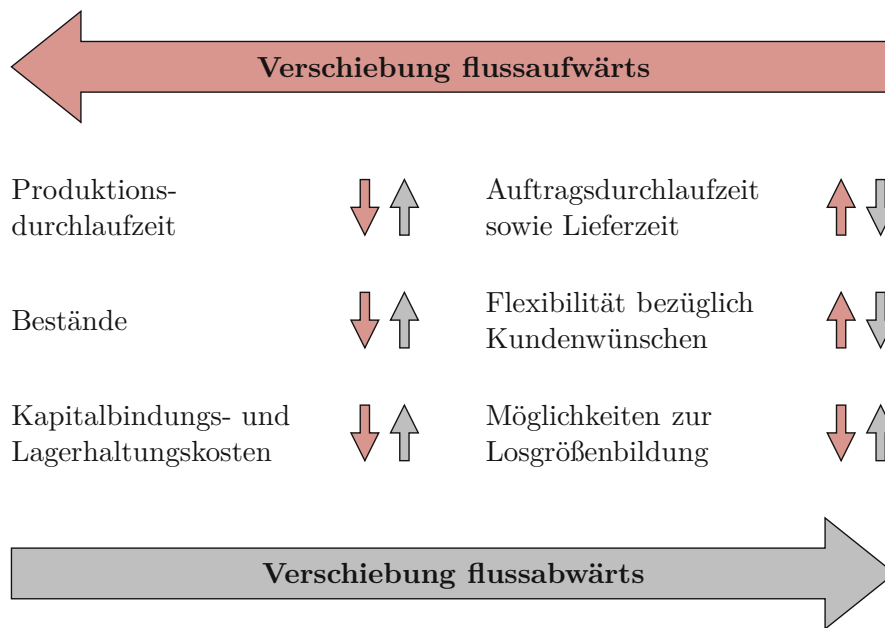 Verschiebung flussaufwärts
Produktions-
durchlaufzeit
Auftragsdurchlaufzeit
sowie Lieferzeit
Bestände
Flexibilität bezüglich
Kundenwünschen
Kapitalbindungs- und
Lagerhaltungskosten
Möglichkeiten zur
Losgrößenbildung
Verschiebung flussabwärts